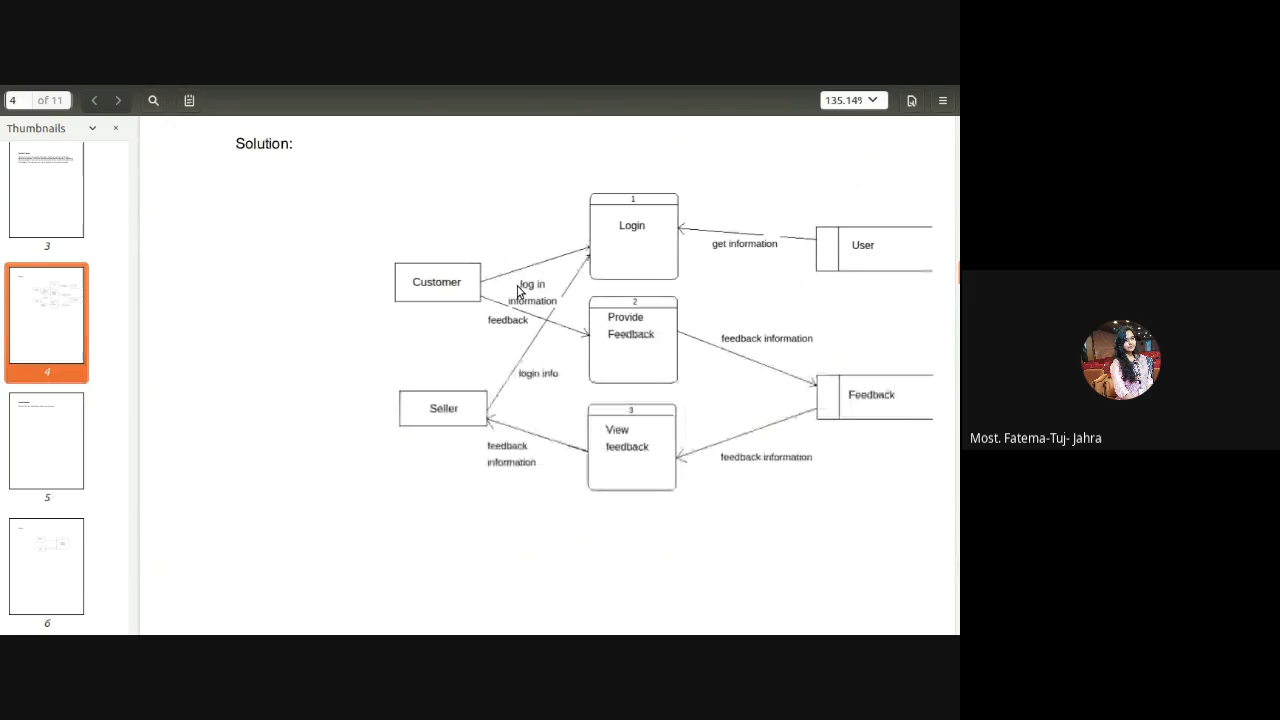 4 of 11
135.149
Thumbnails
3
4
5
6
Solution:
1
Login
get information
User
Customer
log in
information
feedback
2
Provide
Feedback
feedback information
login info
Seller
Feedback
3
View
feedback
feedback
information
feedback information
Most. Fatema-Tuj- Jahra